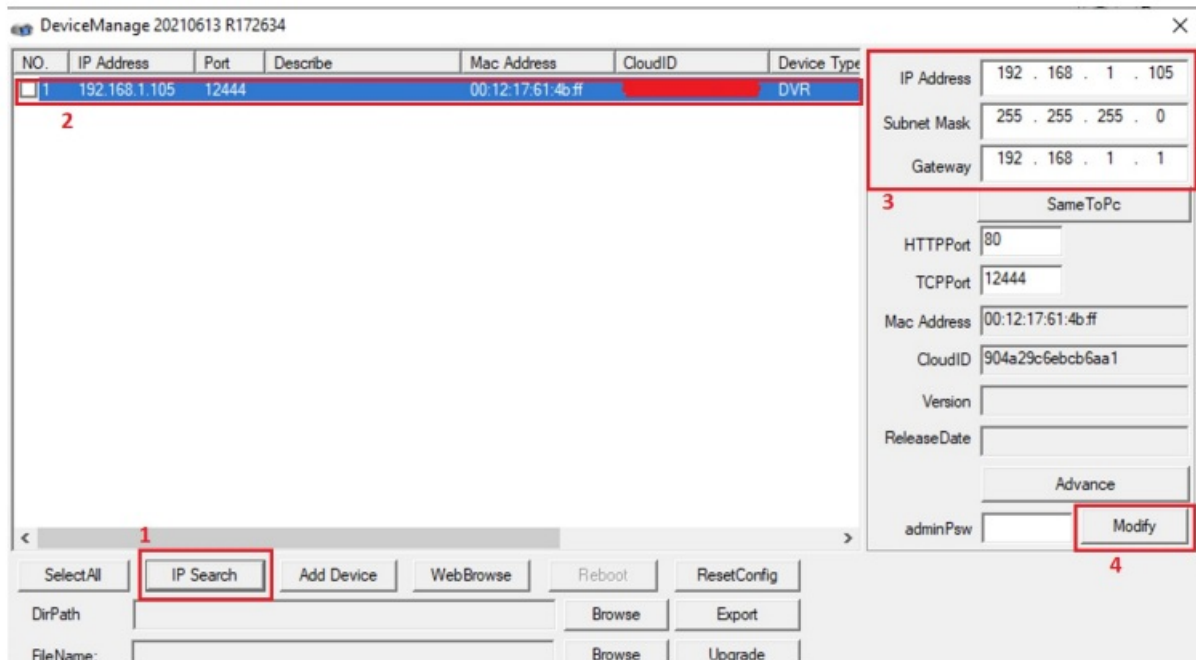 DeviceManage 20210613 R172634
NO. IP Address Port Describe Mac Address CloudID Device Type
1 192.168.1.105 12444 00:12:17:61:4b:ff DVR
2
IP Address 192 . 168 . 1 . 105
Subnet Mask 255 . 255 . 255 . 0
Gateway 192 . 168 . 1 . 1
3
SameToPc
HTTPPort 80
TCPPort 12444
Mac Address 00:12:17:61:4b:ff
CloudID 904a29c6ebcb6aa1
Version
ReleaseDate
Advance
adminPsw Modify
4
1
SelectAll IP Search Add Device WebBrowse Reboot ResetConfig
DirPath Browse Export
FileName: Browse Upgrade